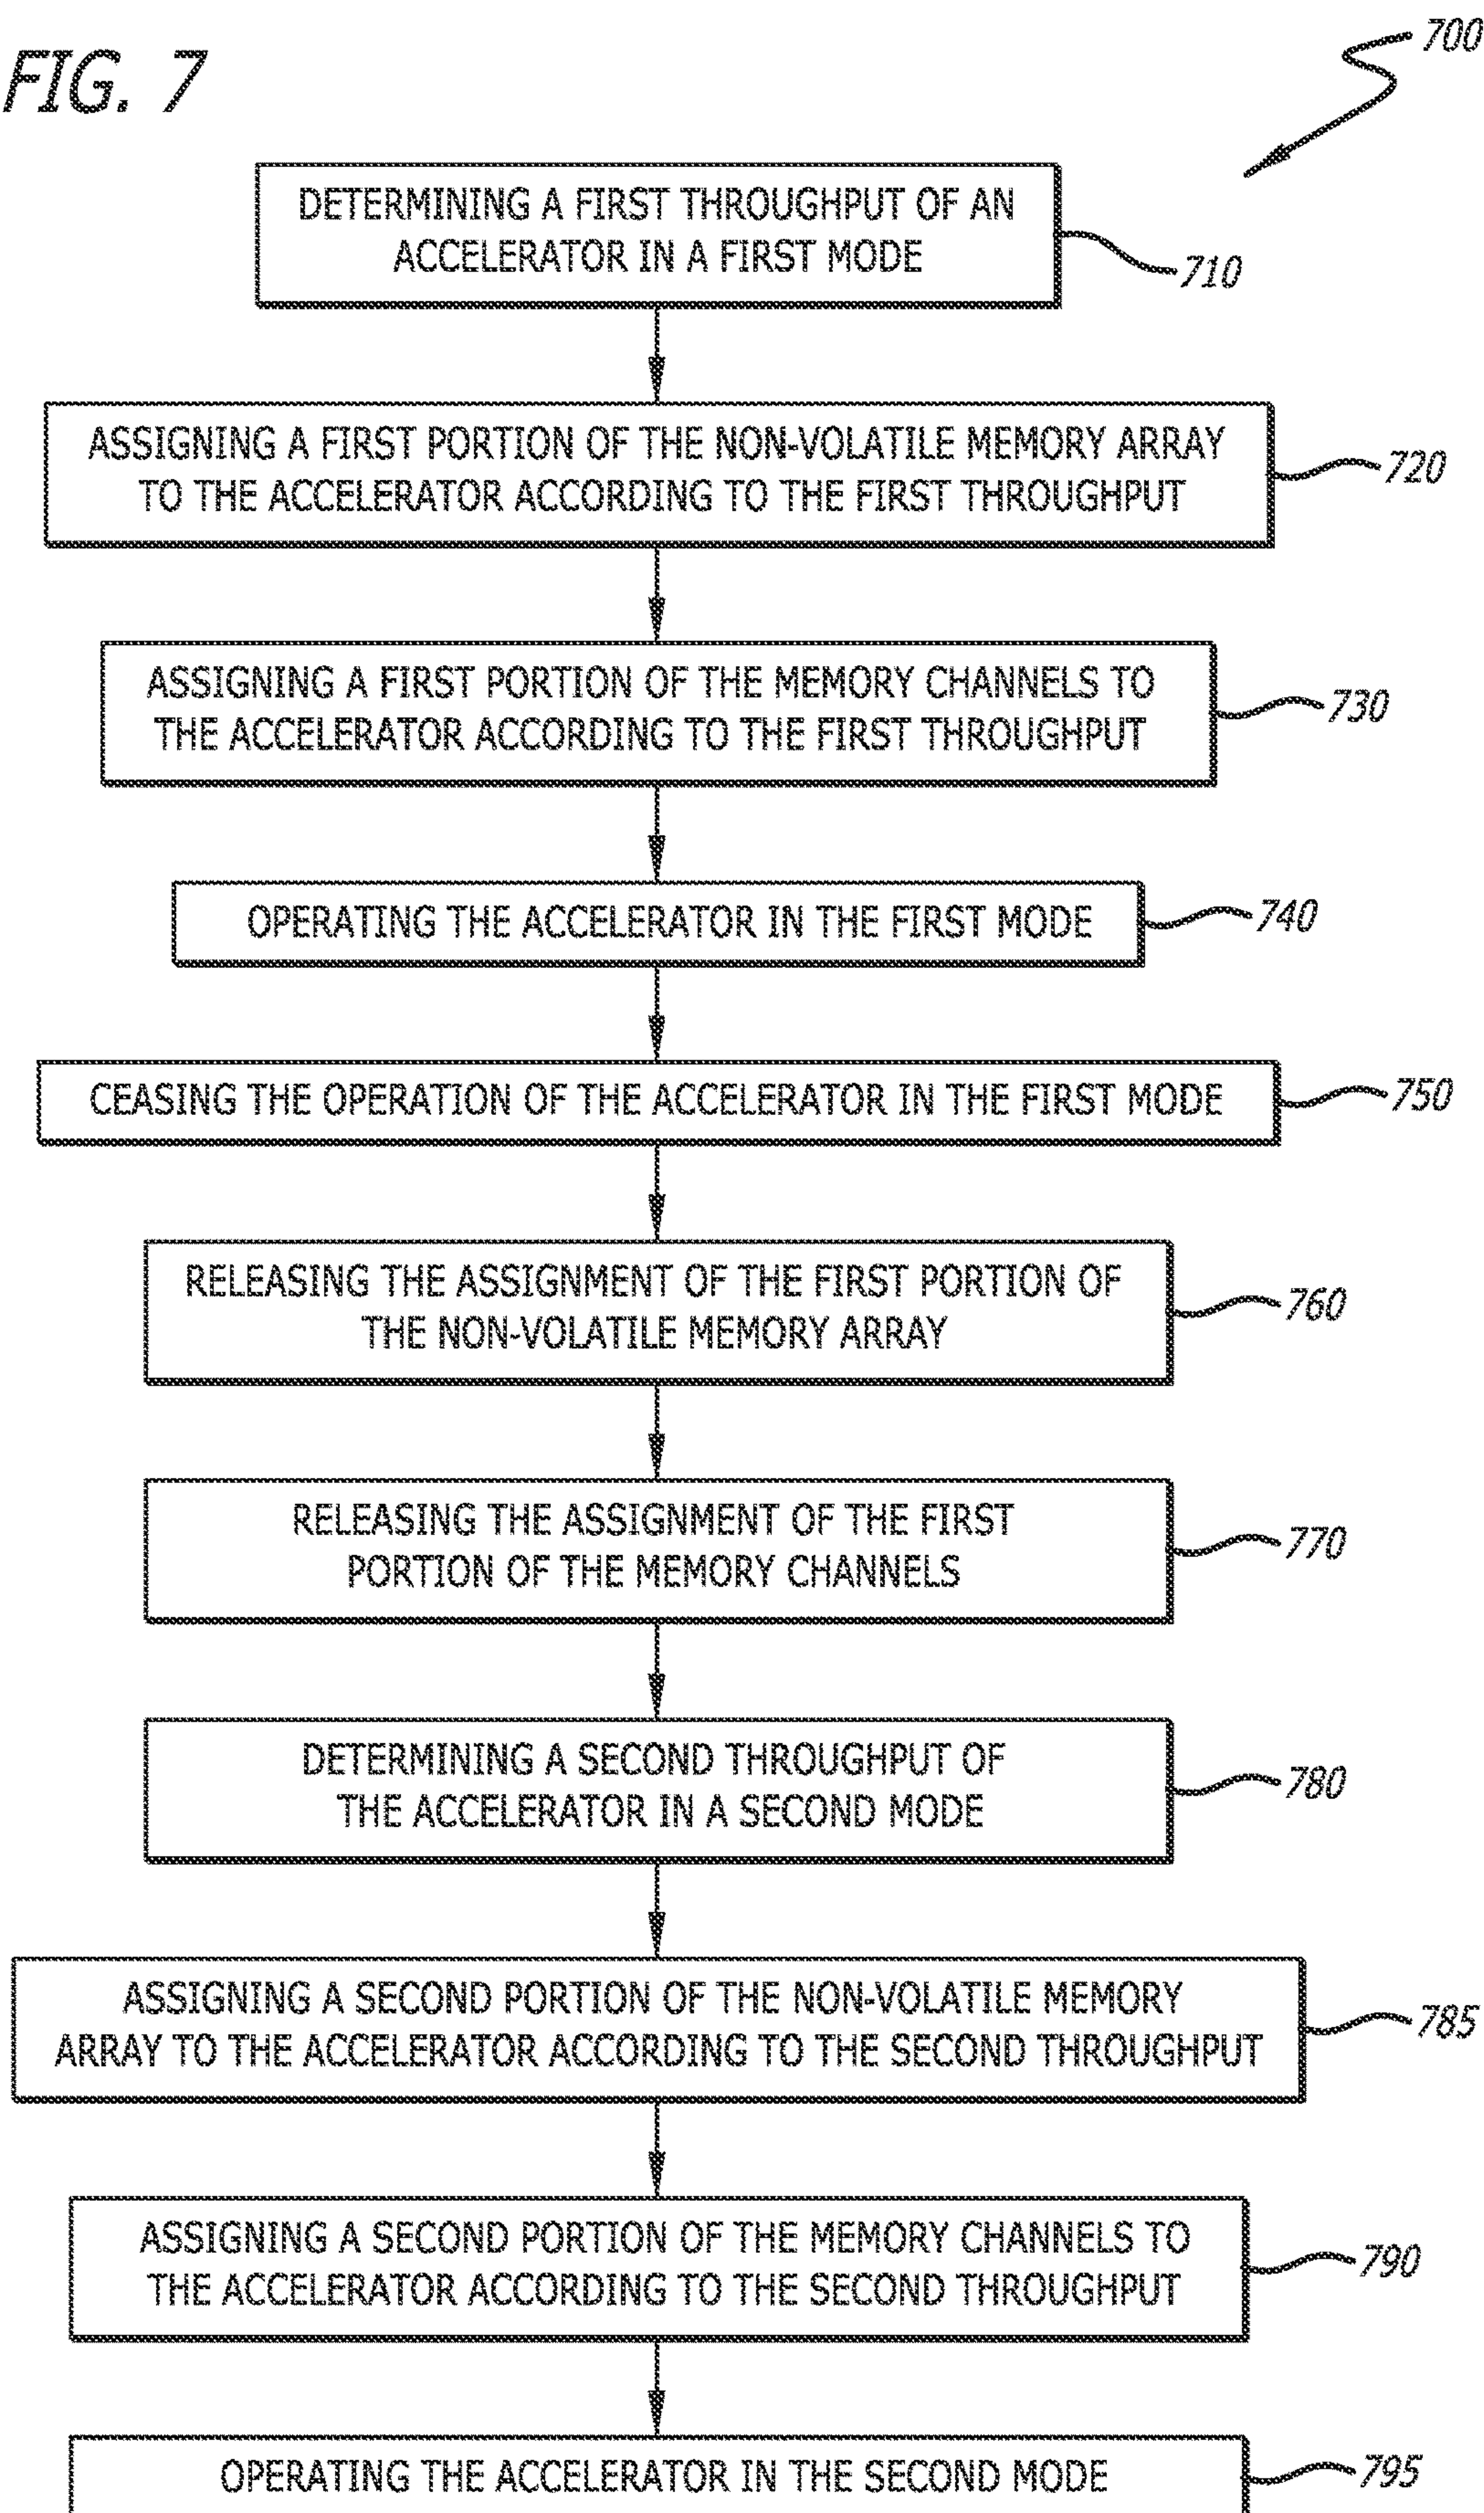 FIG. 7
700
DETERMINING A FIRST THROUGHPUT OF AN
ACCELERATOR IN A FIRST MODE
710
ASSIGNING A FIRST PORTION OF THE NON-VOLATILE MEMORY ARRAY
TO THE ACCELERATOR ACCORDING TO THE FIRST THROUGHPUT
720
ASSIGNING A FIRST PORTION OF THE MEMORY CHANNELS TO
THE ACCELERATOR ACCORDING TO THE FIRST THROUGHPUT
730
OPERATING THE ACCELERATOR IN THE FIRST MODE
740
CEASING THE OPERATION OF THE ACCELERATOR IN THE FIRST MODE
750
RELEASING THE ASSIGNMENT OF THE FIRST PORTION OF
THE NON-VOLATILE MEMORY ARRAY
760
RELEASING THE ASSIGNMENT OF THE FIRST
PORTION OF THE MEMORY CHANNELS
770
DETERMINING A SECOND THROUGHPUT OF
THE ACCELERATOR IN A SECOND MODE
780
ASSIGNING A SECOND PORTION OF THE NON-VOLATILE MEMORY
ARRAY TO THE ACCELERATOR ACCORDING TO THE SECOND THROUGHPUT
785
ASSIGNING A SECOND PORTION OF THE MEMORY CHANNELS TO
THE ACCELERATOR ACCORDING TO THE SECOND THROUGHPUT
790
OPERATING THE ACCELERATOR IN THE SECOND MODE
795